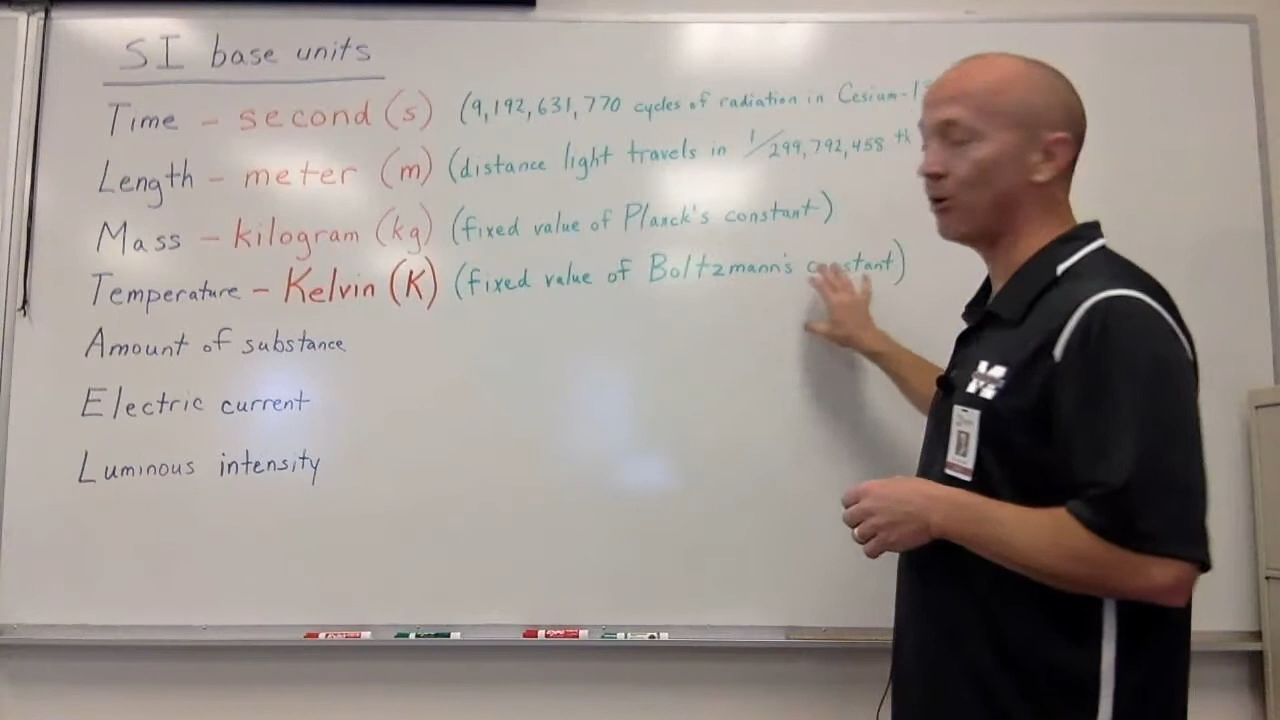 SI base units
Time - second (s) (9,192,631,770 cycles of radiation in Cesium-13
Length - meter (m) (distance light travels in 1/299,792,458 th
Mass - kilogram (kg) (fixed value of Planck's constant)
Temperature - Kelvin (K) (fixed value of Boltzmann's constant)
Amount of substance
Electric current
Luminous intensity
M